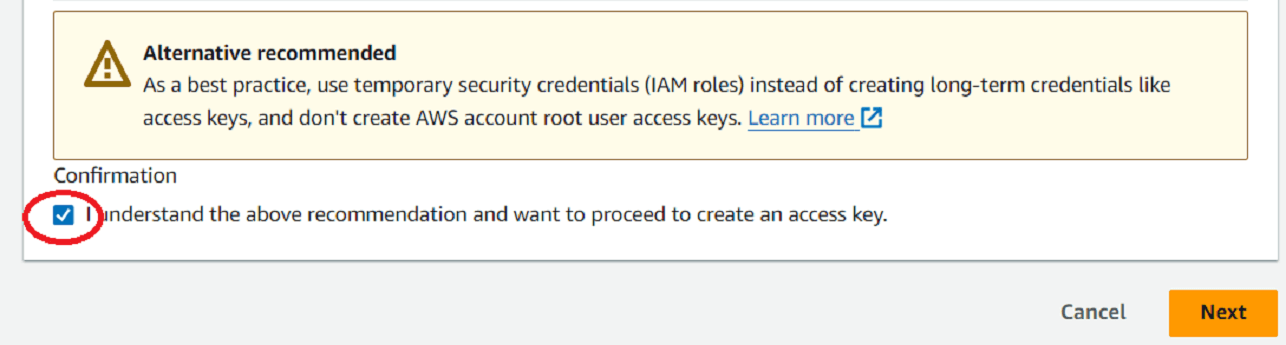 Alternative recommended
As a best practice, use temporary security credentials (IAM roles) instead of creating long-term credentials like
access keys, and don't create AWS account root user access keys. Learn more
Confirmation
I understand the above recommendation and want to proceed to create an access key.
Cancel
Next